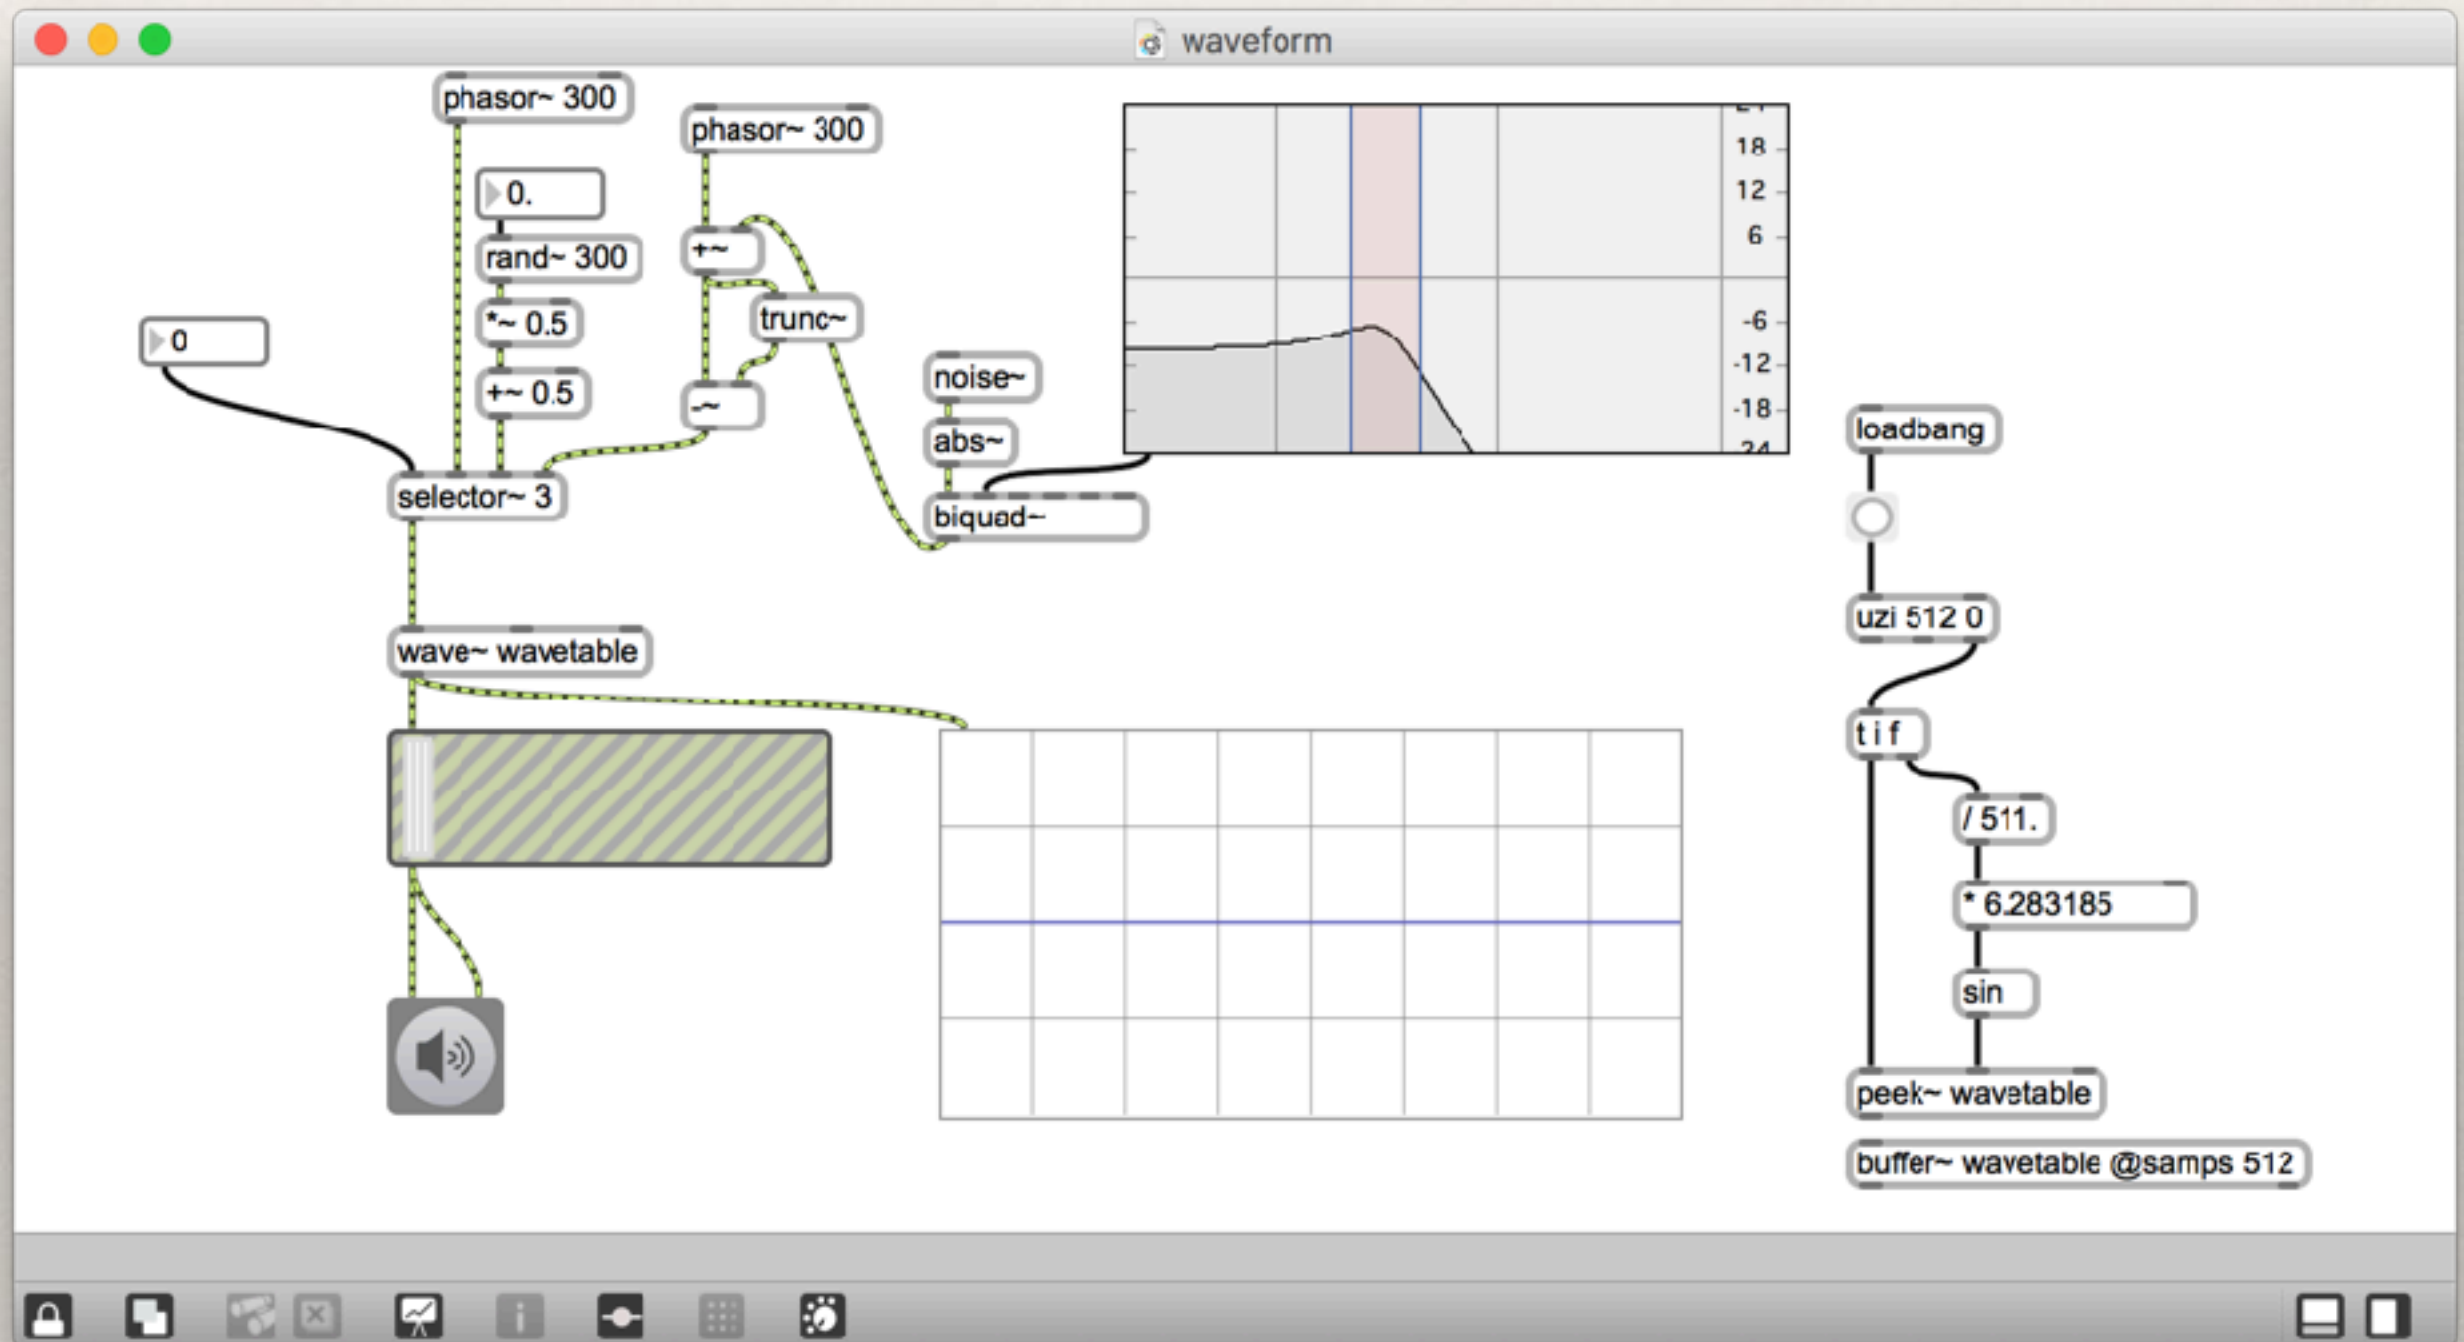 waveform
phasor~ 300
phasor~ 300
0.
rand~ 300
*~ 0.5
+~ 0.5
0
+~
trunc~
-~
selector~ 3
noise~
abs~
biquad~
18
12
6
-6
-12
-18
24
wave~ wavetable
loadbang
uzi 512 0
t i f
/ 511.
* 6.283185
sin
peek~ wavetable
buffer~ wavetable @samps 512